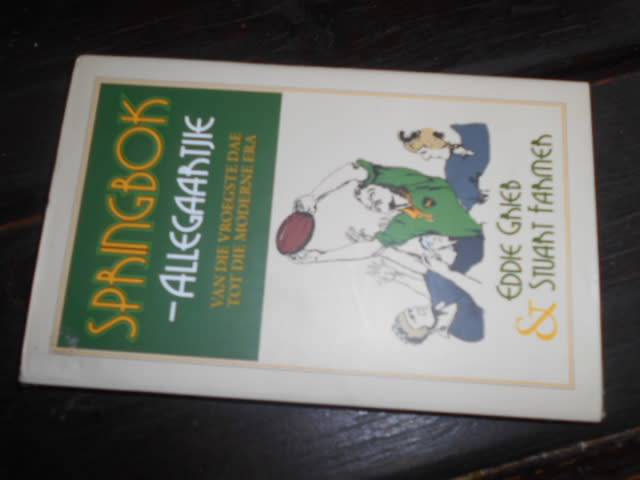 SPRINGBOK
-ALLEGAARTJIE
VAN DIE VROEGSTE DAE
TOT DIE MODERNE ERA
EDDIE GRIEB
& STUART FARMER